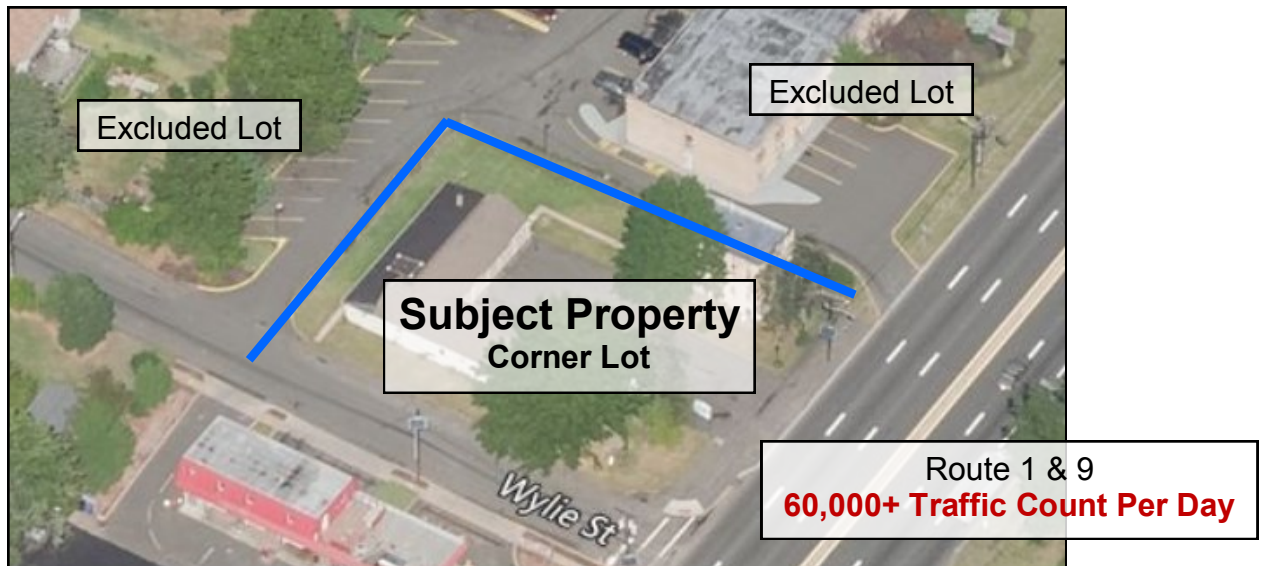 Excluded Lot
Excluded Lot
Subject Property
Corner Lot
Wylie St
Route 1 & 9
60,000+ Traffic Count Per Day